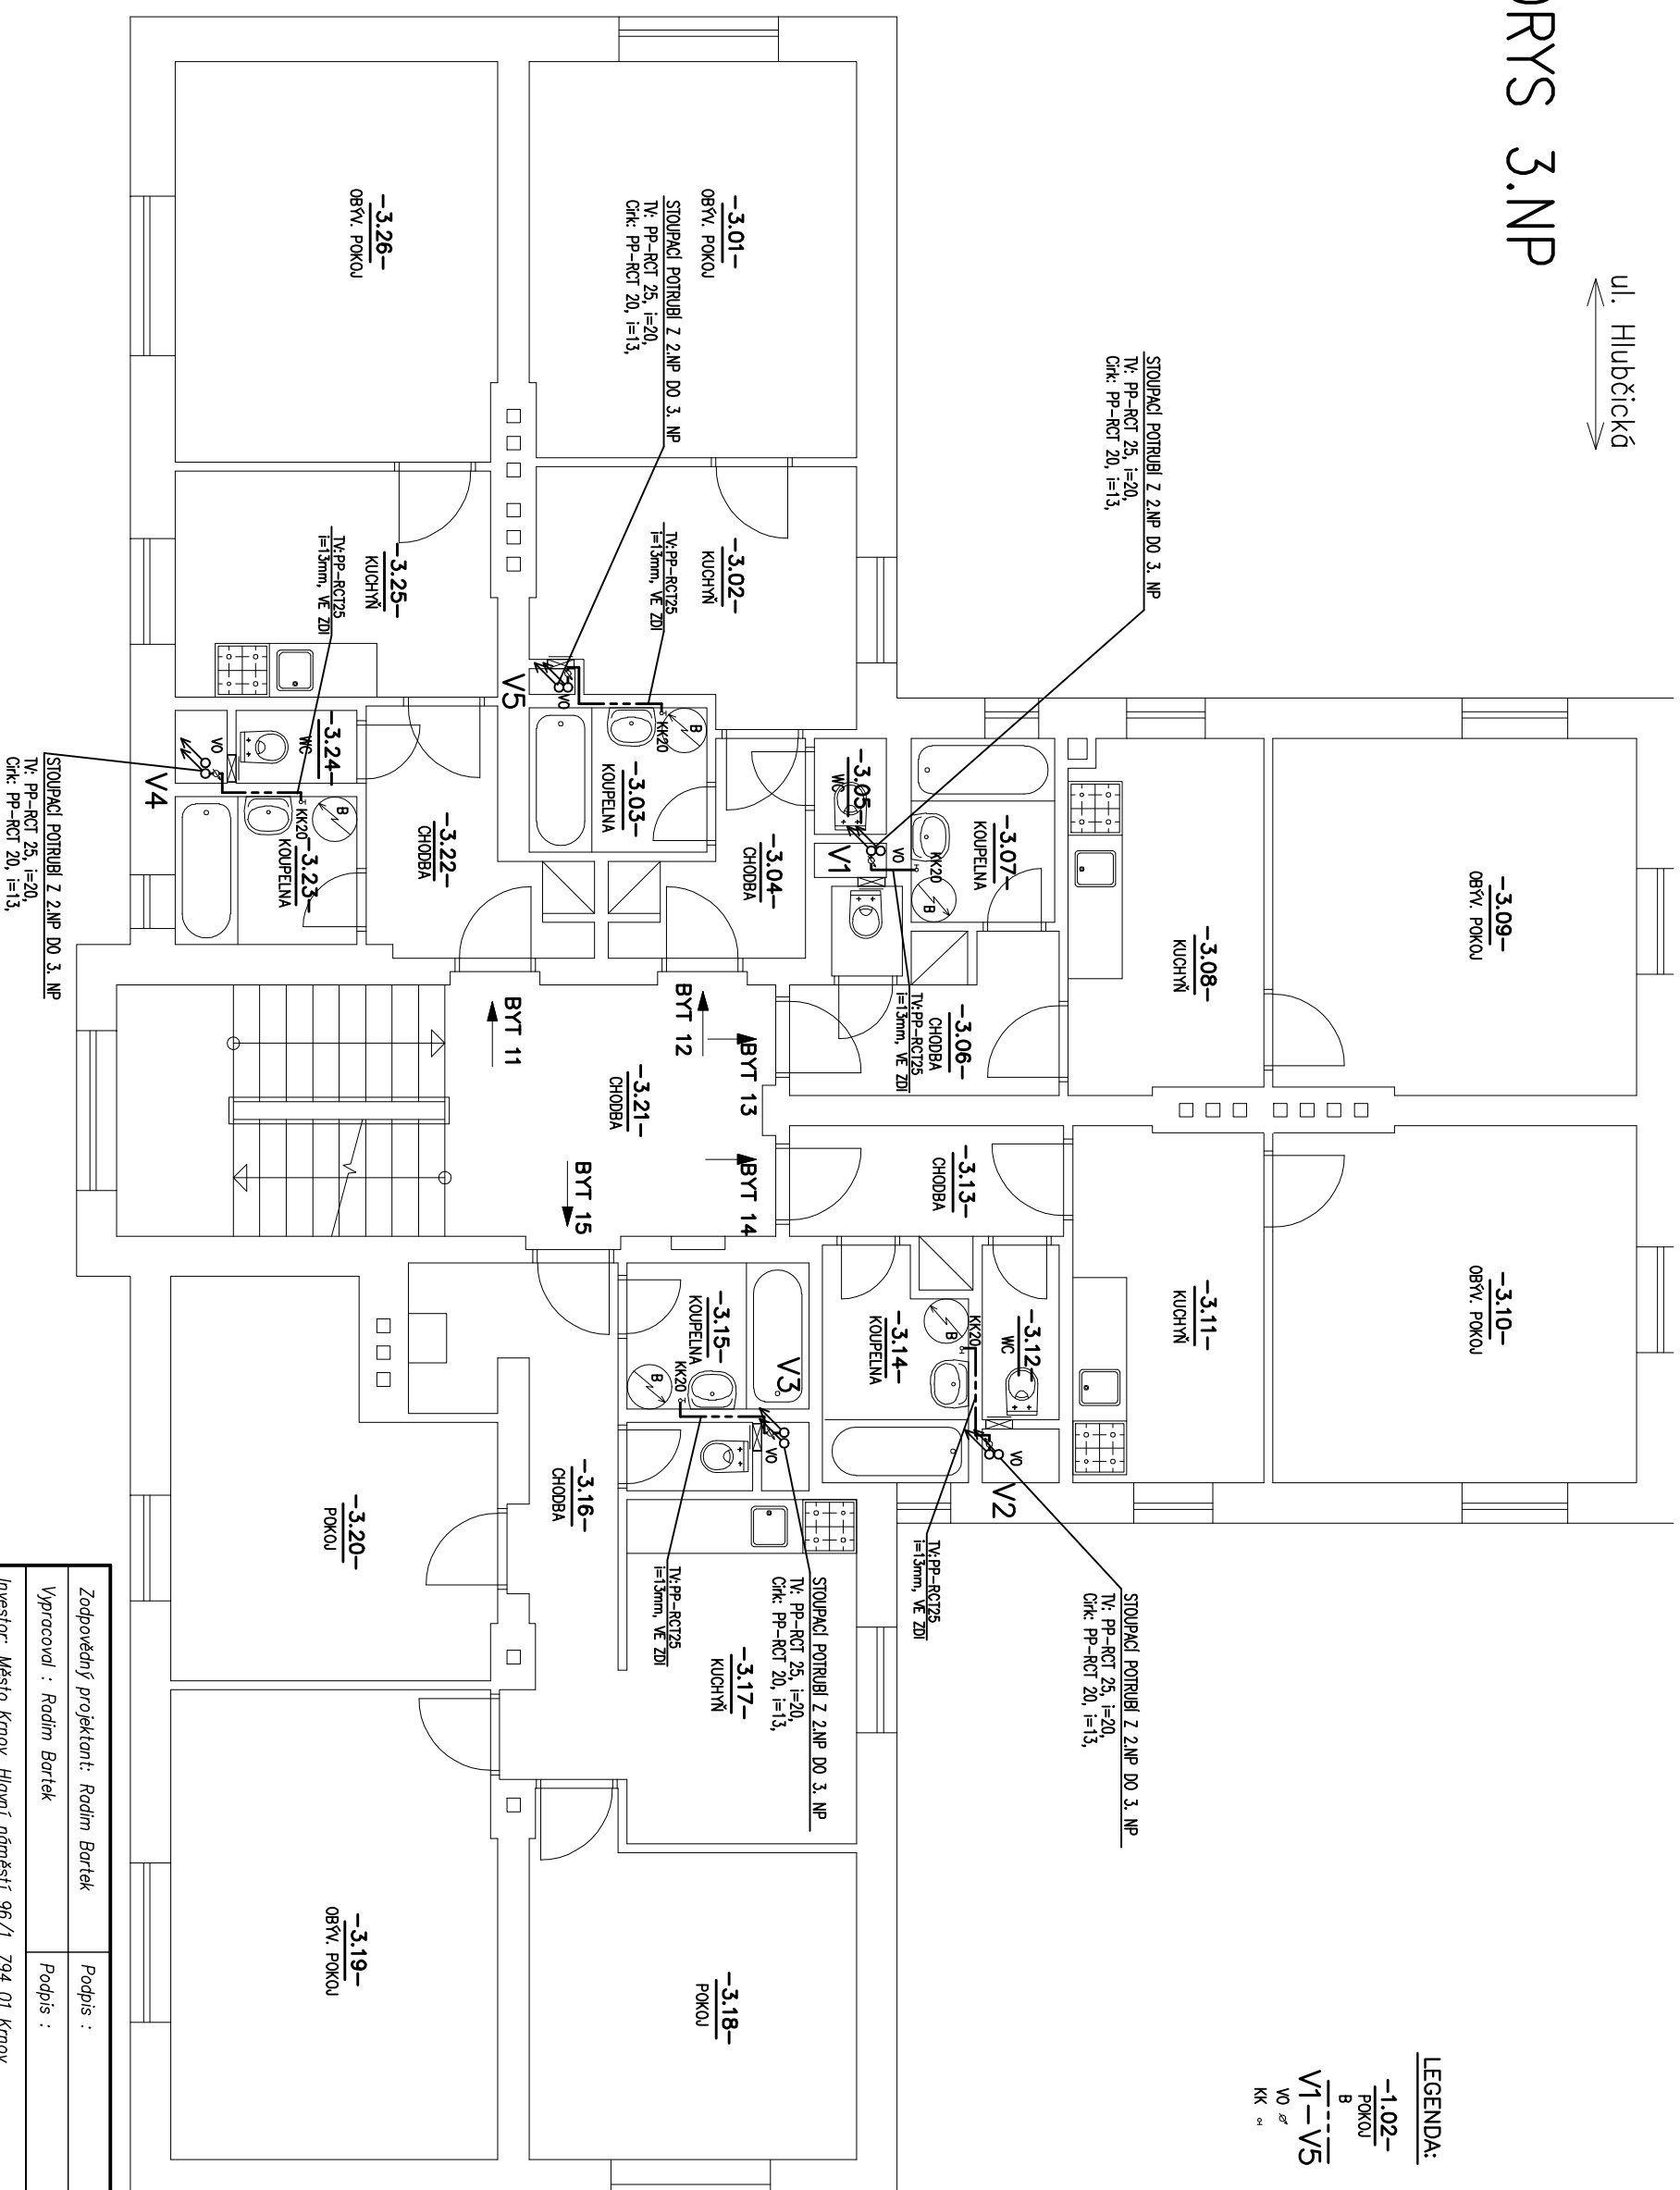 ORYS 3.NP
ul. Hlubčická
STOUPACÍ POTRUBÍ Z 2.NP DO 3. NP
TV: PP-RCT 25, i=20,
Cirk: PP-RCT 20, i=13,
-3.09-
OBÝV. POKOJ
-3.10-
OBÝV. POKOJ
-3.08-
KUCHYŇ
-3.11-
KUCHYŇ
-3.07-
KOUPELNA
KK20
B
VO
-3.05-
WC
V1
-3.06-
CHODBA
TV:PP-RCT25
i=13mm, VE ZDI
-3.13-
CHODBA
-3.12-
WC
KK20
B
-3.14-
KOUPELNA
VO
V2
TV:PP-RCT25
i=13mm, VE ZDI
STOUPACÍ POTRUBÍ Z 2.NP DO 3. NP
TV: PP-RCT 25, i=20,
Cirk: PP-RCT 20, i=13,
-3.01-
OBÝV. POKOJ
STOUPACÍ POTRUBÍ Z 2.NP DO 3. NP
TV: PP-RCT 25, i=20,
Cirk: PP-RCT 20, i=13,
-3.02-
KUCHYŇ
TV:PP-RCT25
i=13mm, VE ZDI
V5
VO
KK20
B
-3.03-
KOUPELNA
-3.04-
CHODBA
BYT 13
BYT 12
BYT 14
-3.21-
CHODBA
BYT 11
BYT 15
-3.15-
KOUPELNA
V3
KK20
B
VO
-3.16-
CHODBA
TV:PP-RCT25
i=13mm, VE ZDI
STOUPACÍ POTRUBÍ Z 2.NP DO 3. NP
TV: PP-RCT 25, i=20,
Cirk: PP-RCT 20, i=13,
-3.17-
KUCHYŇ
-3.18-
POKOJ
-3.26-
OBÝV. POKOJ
-3.25-
KUCHYŇ
TV:PP-RCT25
i=13mm, VE ZDI
-3.24-
WC
VO
V4
-3.22-
CHODBA
B
KK20
-3.23-
KOUPELNA
STOUPACÍ POTRUBÍ Z 2.NP DO 3. NP
TV: PP-RCT 25, i=20,
Cirk: PP-RCT 20, i=13,
-3.20-
POKOJ
-3.19-
OBÝV. POKOJ
LEGENDA:
-1.02-
POKOJ
B
V1-V5
VO
KK
Zodpovědný projektant: Radim Bartek
Podpis :
Vypracoval : Radim Bartek
Podpis :
Investor: Město Krnov, Hlavní náměstí 96/1, 794 01 Krnov